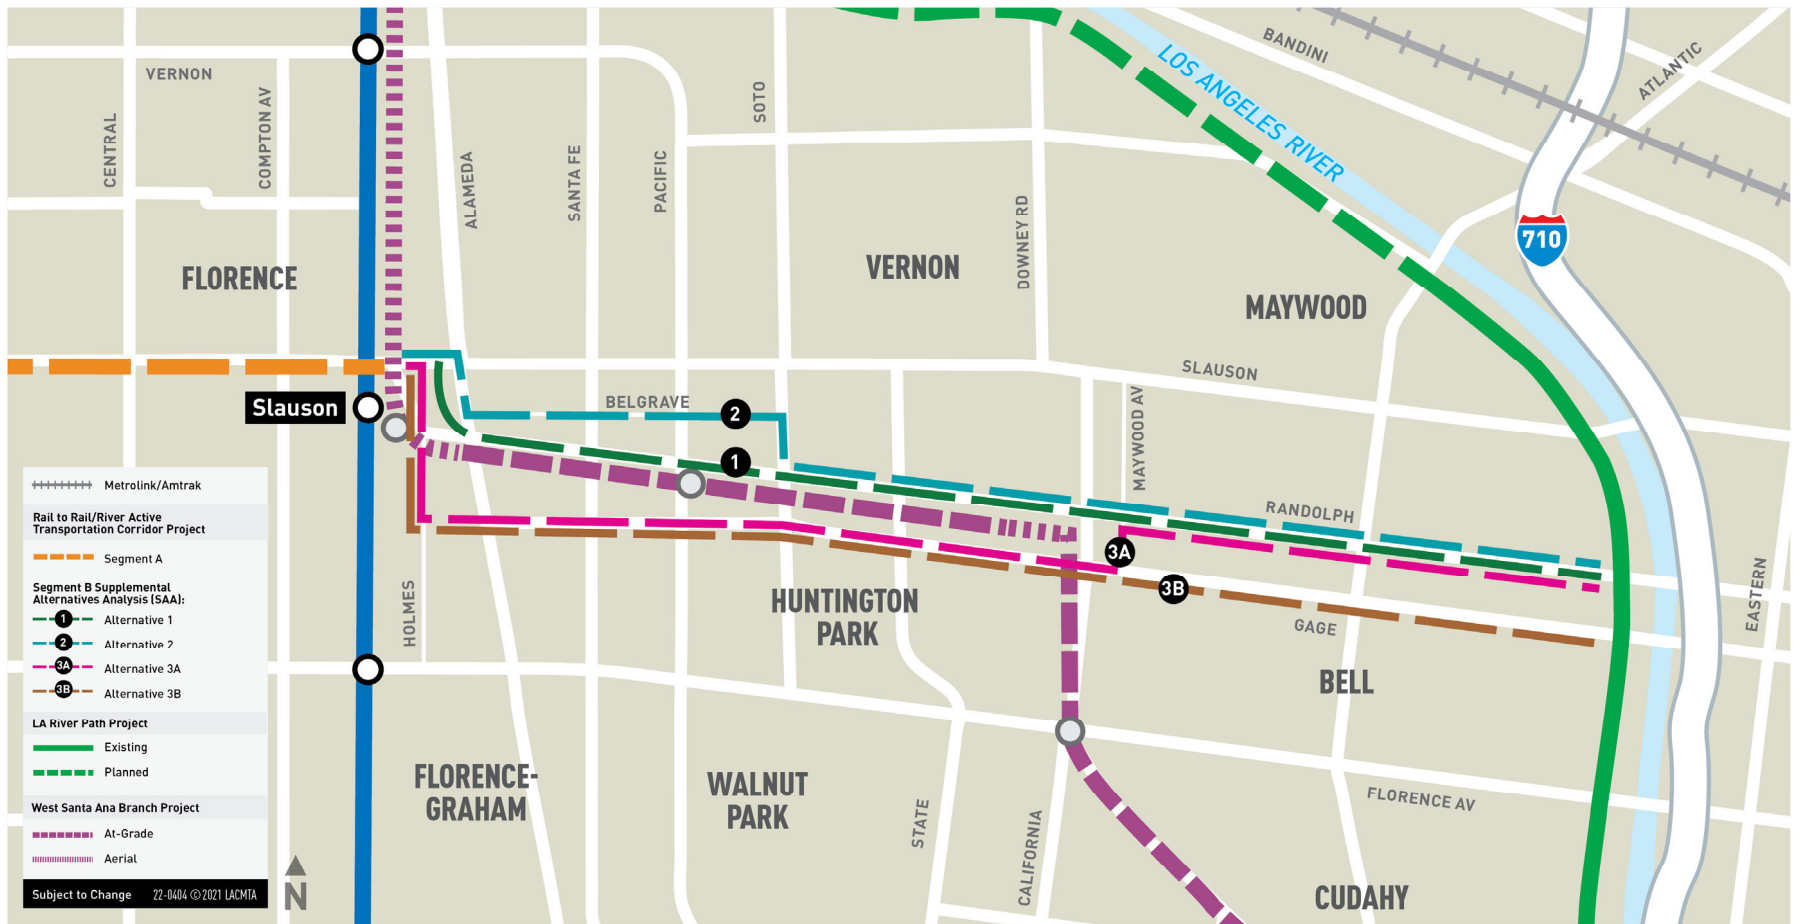 BANDINI
ATLANTIC
LOS ANGELES RIVER
VERNON
CENTRAL
COMPTON AV
ALAMEDA
SANTA FE
PACIFIC
SOTO
DOWNEY RD
710
FLORENCE
VERNON
MAYWOOD
SLAUSON
Slauson
BELGRAVE
2
1
MAYWOOD AV
RANDOLPH
3A
3B
GAGE
EASTERN
HOLMES
HUNTINGTON
PARK
BELL
FLORENCE-
GRAHAM
WALNUT
PARK
STATE
CALIFORNIA
FLORENCE AV
CUDAHY
Metrolink/Amtrak
Rail to Rail/River Active
Transportation Corridor Project
Segment A
Segment B Supplemental
Alternatives Analysis (SAA):
1 Alternative 1
2 Alternative 2
3A Alternative 3A
3B Alternative 3B
LA River Path Project
Existing
Planned
West Santa Ana Branch Project
At-Grade
Aerial
Subject to Change 22-0404 ©2021 LACMTA
N